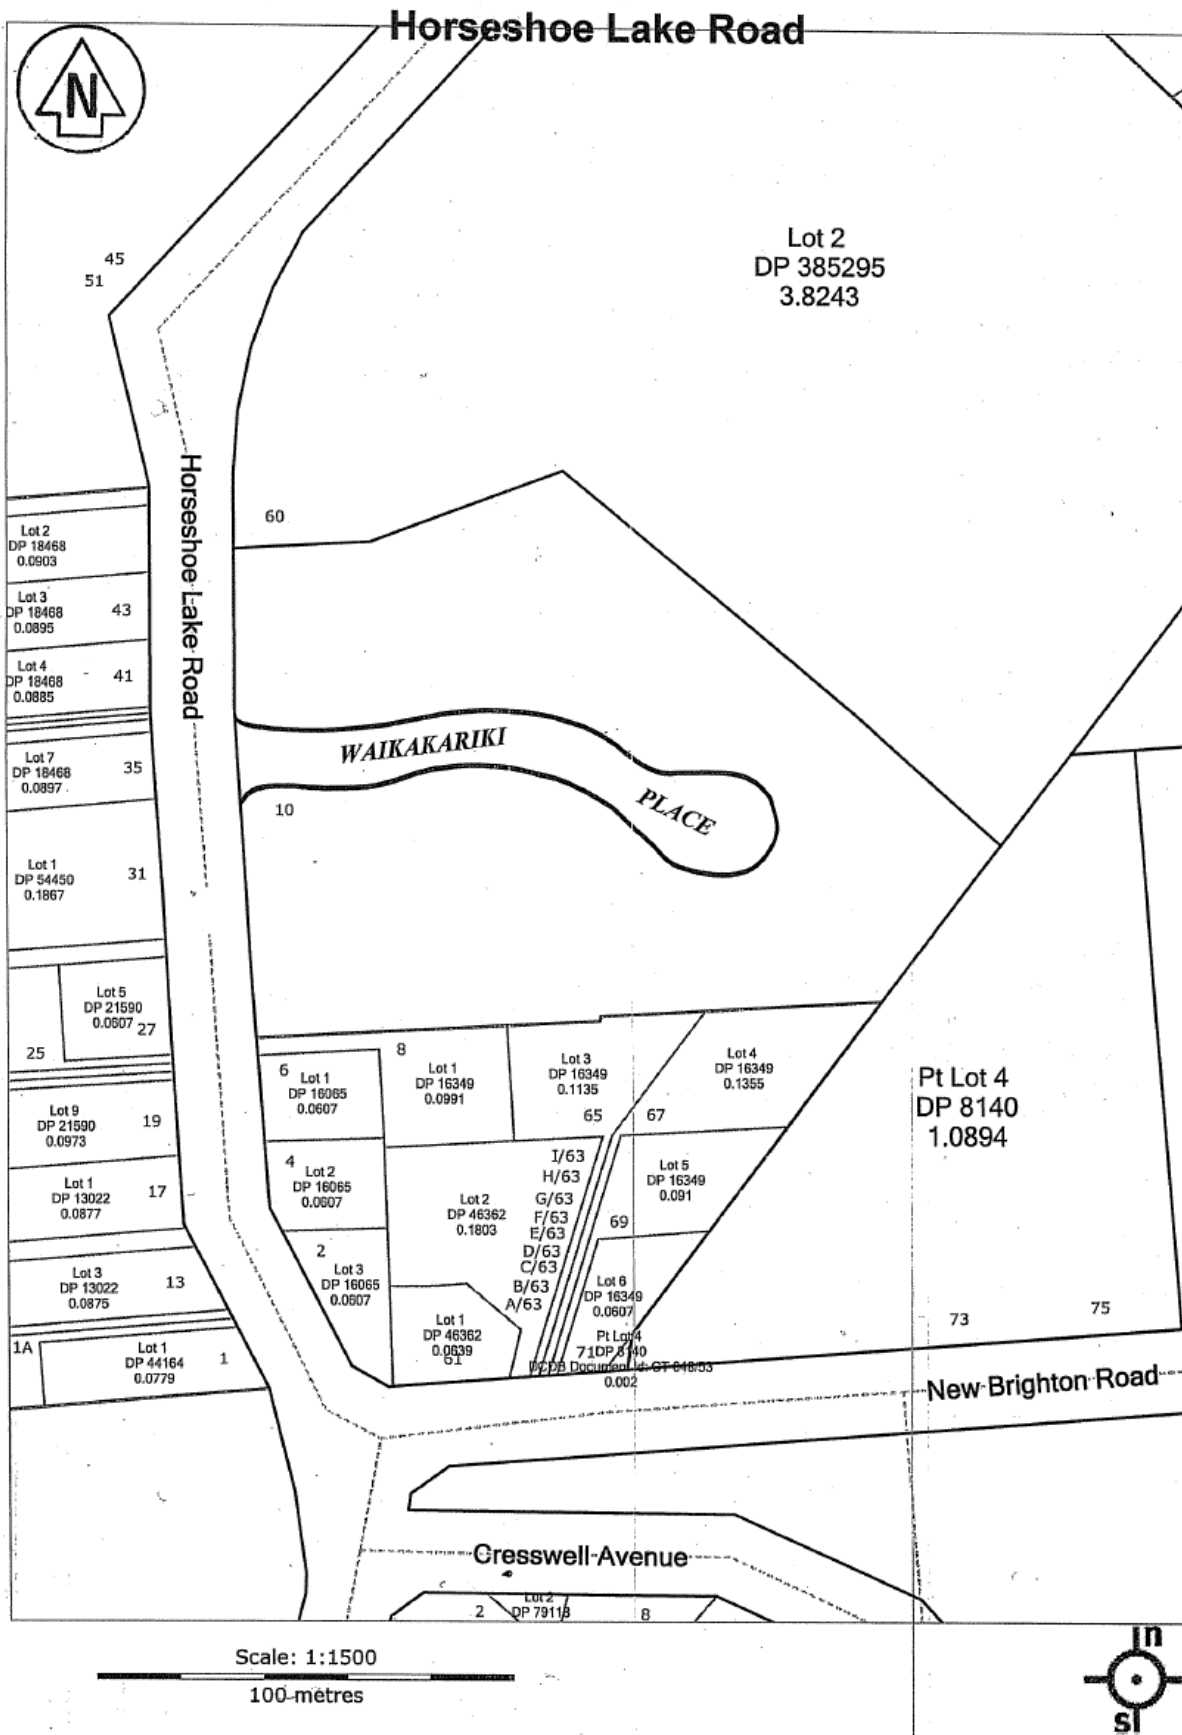 Horseshoe Lake Road
N
Lot 2
DP 385295
3.8243
45
51
Horseshoe Lake Road
60
Lot 2
DP 18468
0.0903
Lot 3
DP 18468
0.0895
43
Lot 4
DP 18468
0.0885
41
WAIKAKARIKI
PLACE
Lot 7
DP 18468
0.0897
35
10
Lot 1
DP 54450
0.1867
31
Lot 5
DP 21590
0.0607
27
25
6
Lot 1
DP 16065
0.0607
8
Lot 1
DP 16349
0.0991
Lot 3
DP 16349
0.1135
65
Lot 4
DP 16349
0.1355
67
Pt Lot 4
DP 8140
1.0894
Lot 9
DP 21590
0.0973
19
4
Lot 2
DP 16065
0.0607
Lot 2
DP 46362
0.1803
I/63
H/63
G/63
F/63
E/63
D/63
C/63
B/63
A/63
Lot 5
DP 16349
0.091
69
Lot 1
DP 13022
0.0877
17
2
Lot 3
DP 16065
0.0607
Lot 6
DP 16349
0.0607
Lot 3
DP 13022
0.0875
13
Lot 1
DP 46362
0.0639
61
Pt Lot 4
71 DP 8140
DCDB Document Id: CT 648/53
0.002
73
75
1A
Lot 1
DP 44164
0.0779
1
New Brighton Road
Cresswell Avenue
2
Lot 2
DP 79113
8
Scale: 1:1500
100 metres
n
s